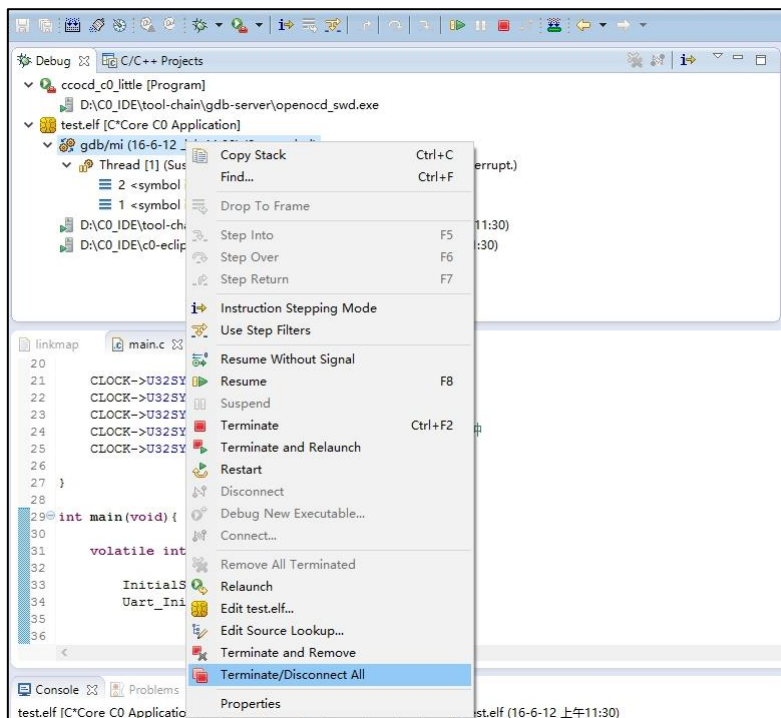 Debug C/C++ Projects
ccocd_c0_little [Program]
D:\C0_IDE\tool-chain\gdb-server\openocd_swd.exe
test.elf [C*Core C0 Application]
gdb/mi (16-6-12
Copy Stack Ctrl+C
Thread [1] (Sus errupt.)
Find... Ctrl+F
2 <symbol
1 <symbol
Drop To Frame
D:\C0_IDE\tool-cha 11:30)
Step Into F5
D:\C0_IDE\c0-eclip :30)
Step Over F6
Step Return F7
Instruction Stepping Mode
Use Step Filters
linkmap main.c
Resume Without Signal
20
21 CLOCK->U32SY Resume F8
22 CLOCK->U32SY Suspend
23 CLOCK->U32SY
24 CLOCK->U32SY Terminate Ctrl+F2
25 CLOCK->U32SY Terminate and Relaunch
26
Restart
27 }
28
Disconnect
29 int main(void){ Debug New Executable...
30
Connect...
31 volatile int
32
Remove All Terminated
33 InitialS Relaunch
34 Uart_Ini Edit test.elf...
35
Edit Source Lookup...
36
Terminate and Remove
Terminate/Disconnect All
Console Problems
Properties
test.elf [C*Core C0 Applicatio st.elf (16-6-12 上午11:30)